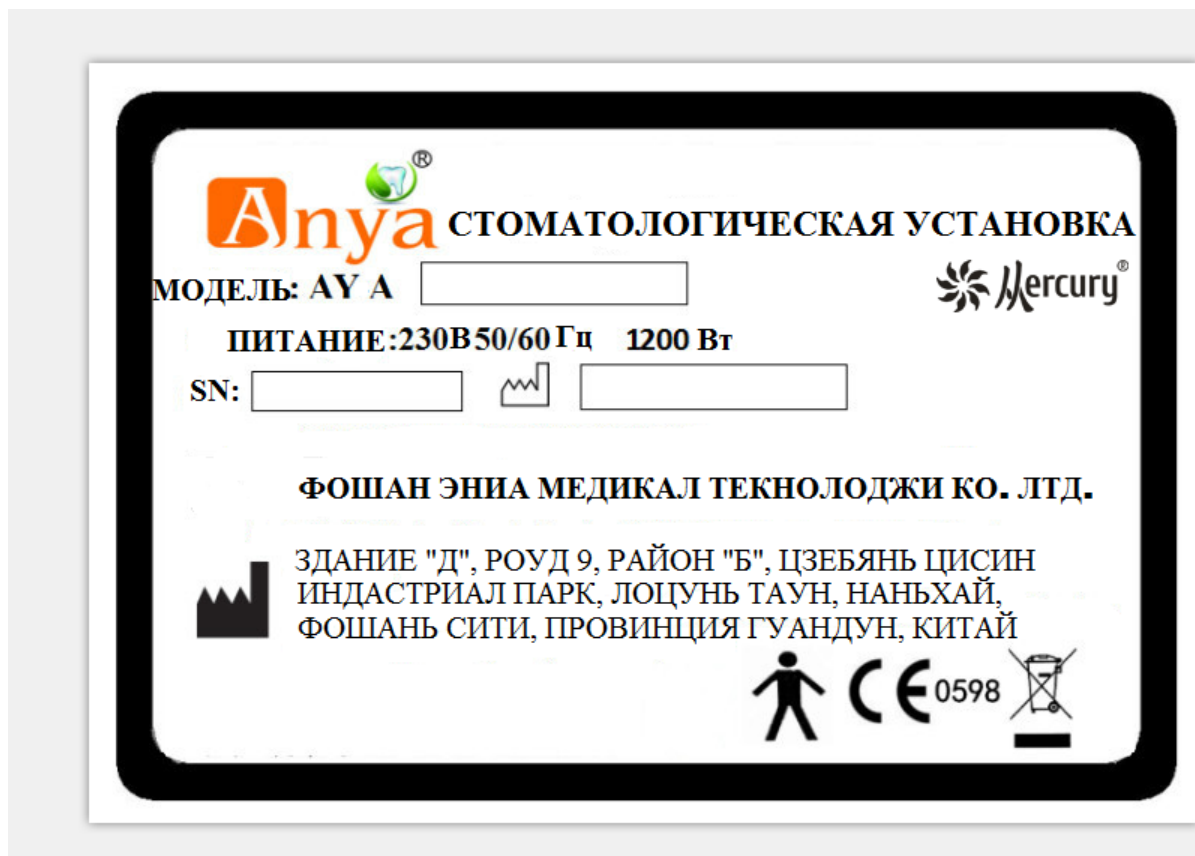 Anya® СТОМАТОЛОГИЧЕСКАЯ УСТАНОВКА
МОДЕЛЬ: AY A
Mercury®
ПИТАНИЕ:230В 50/60 Гц 1200 Вт
SN:
ФОШАН ЭНИА МЕДИКАЛ ТЕКНОЛОДЖИ КО. ЛТД.
ЗДАНИЕ "Д", РОУД 9, РАЙОН "Б", ЦЗЕБЯНЬ ЦИСИН
ИНДАСТРИАЛ ПАРК, ЛОЦУНЬ ТАУН, НАНЬХАЙ,
ФОШАНЬ СИТИ, ПРОВИНЦИЯ ГУАНДУН, КИТАЙ
CE 0598